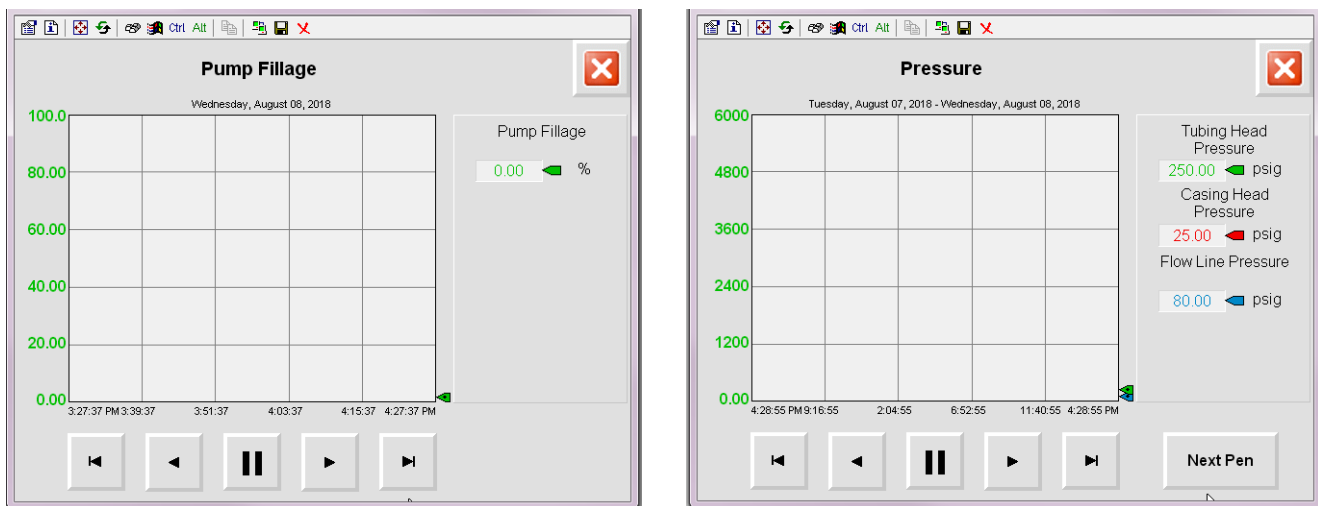 Ctrl Alt
Pump Fillage
Wednesday, August 08, 2018
100.0
80.00
60.00
40.00
20.00
0.00
3:27:37 PM 3:39:37 3:51:37 4:03:37 4:15:37 4:27:37 PM
Pump Fillage
0.00 %
Ctrl Alt
Pressure
Tuesday, August 07, 2018 - Wednesday, August 08, 2018
6000
4800
3600
2400
1200
0.00
4:28:55 PM 9:16:55 2:04:55 6:52:55 11:40:55 4:28:55 PM
Tubing Head
Pressure
250.00 psig
Casing Head
Pressure
25.00 psig
Flow Line Pressure
80.00 psig
Next Pen